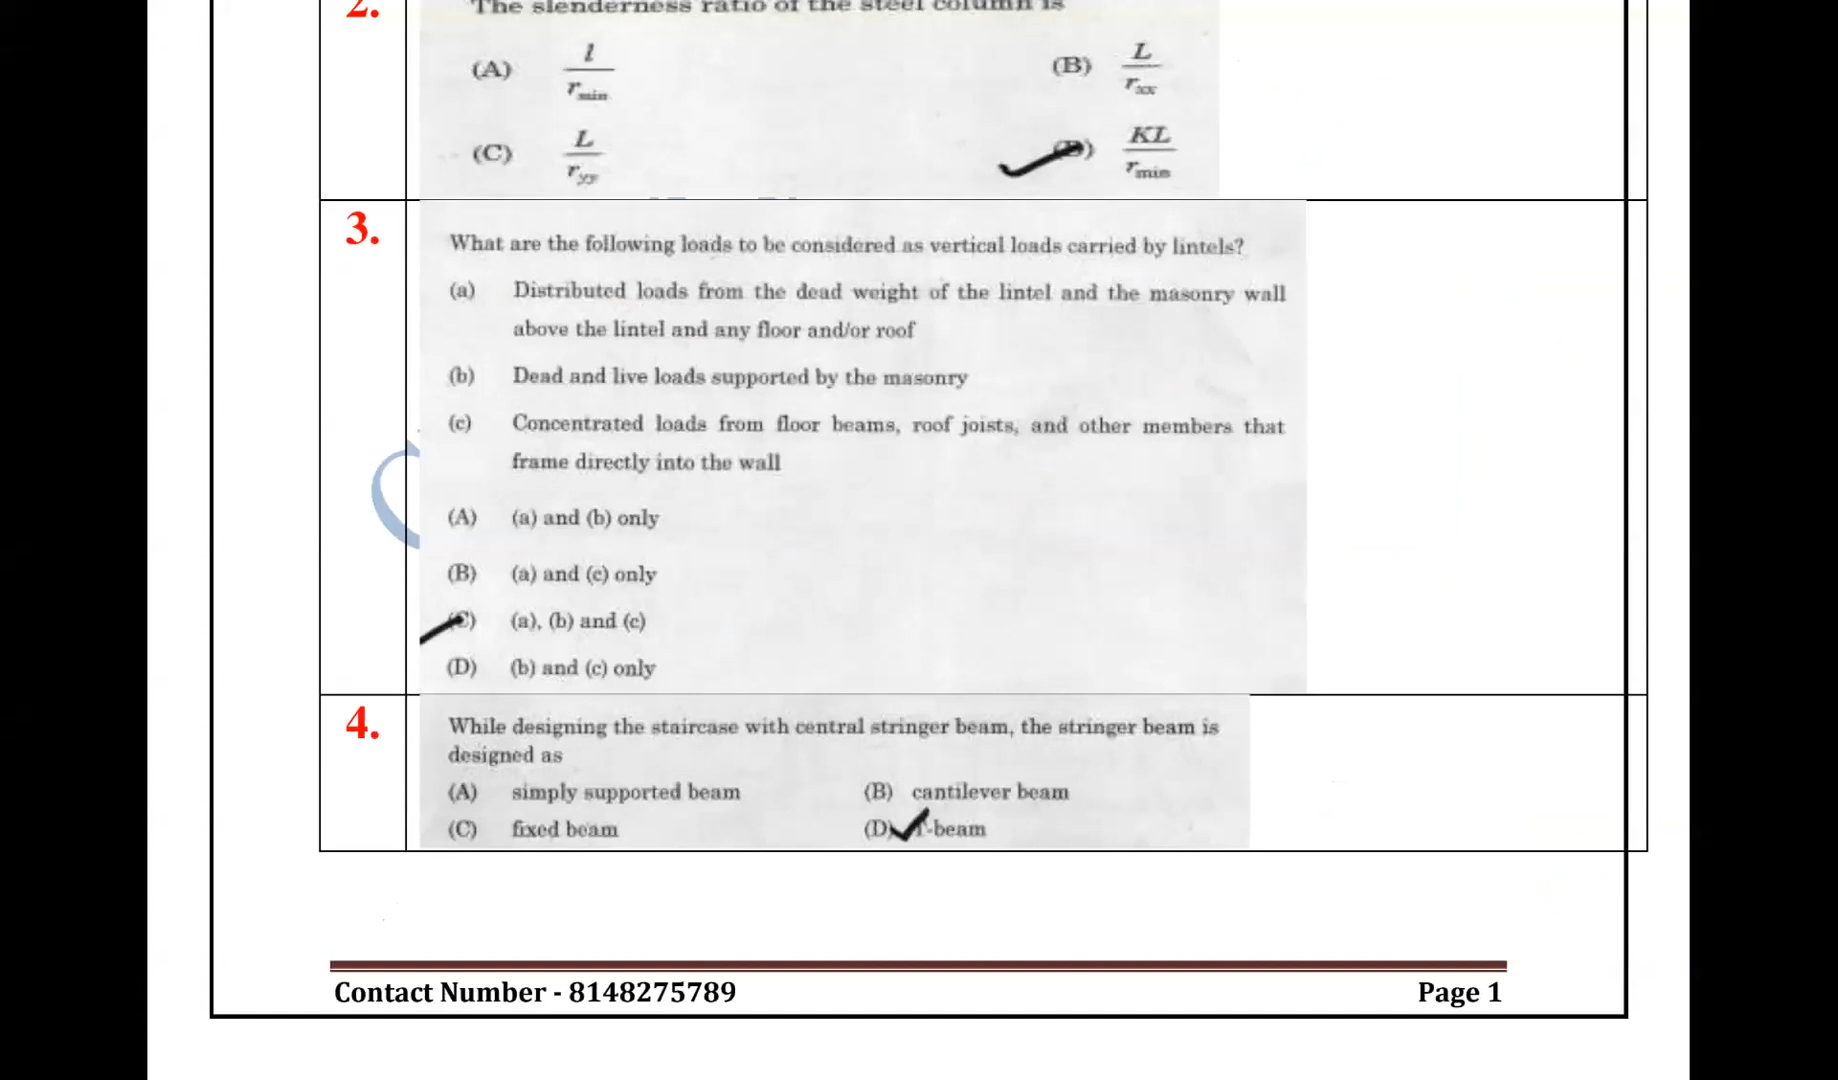 2.
The slenderness ratio of the steel column is
(A) l / r min
(B) L / r xx
(C) L / r yy
) KL / r min
3.
What are the following loads to be considered as vertical loads carried by lintels?
(a) Distributed loads from the dead weight of the lintel and the masonry wall
above the lintel and any floor and/or roof
(b) Dead and live loads supported by the masonry
(c) Concentrated loads from floor beams, roof joists, and other members that
frame directly into the wall
(A) (a) and (b) only
(B) (a) and (c) only
(C) (a), (b) and (c)
(D) (b) and (c) only
4.
While designing the staircase with central stringer beam, the stringer beam is
designed as
(A) simply supported beam
(B) cantilever beam
(C) fixed beam
(D) -beam
Contact Number - 8148275789
Page 1